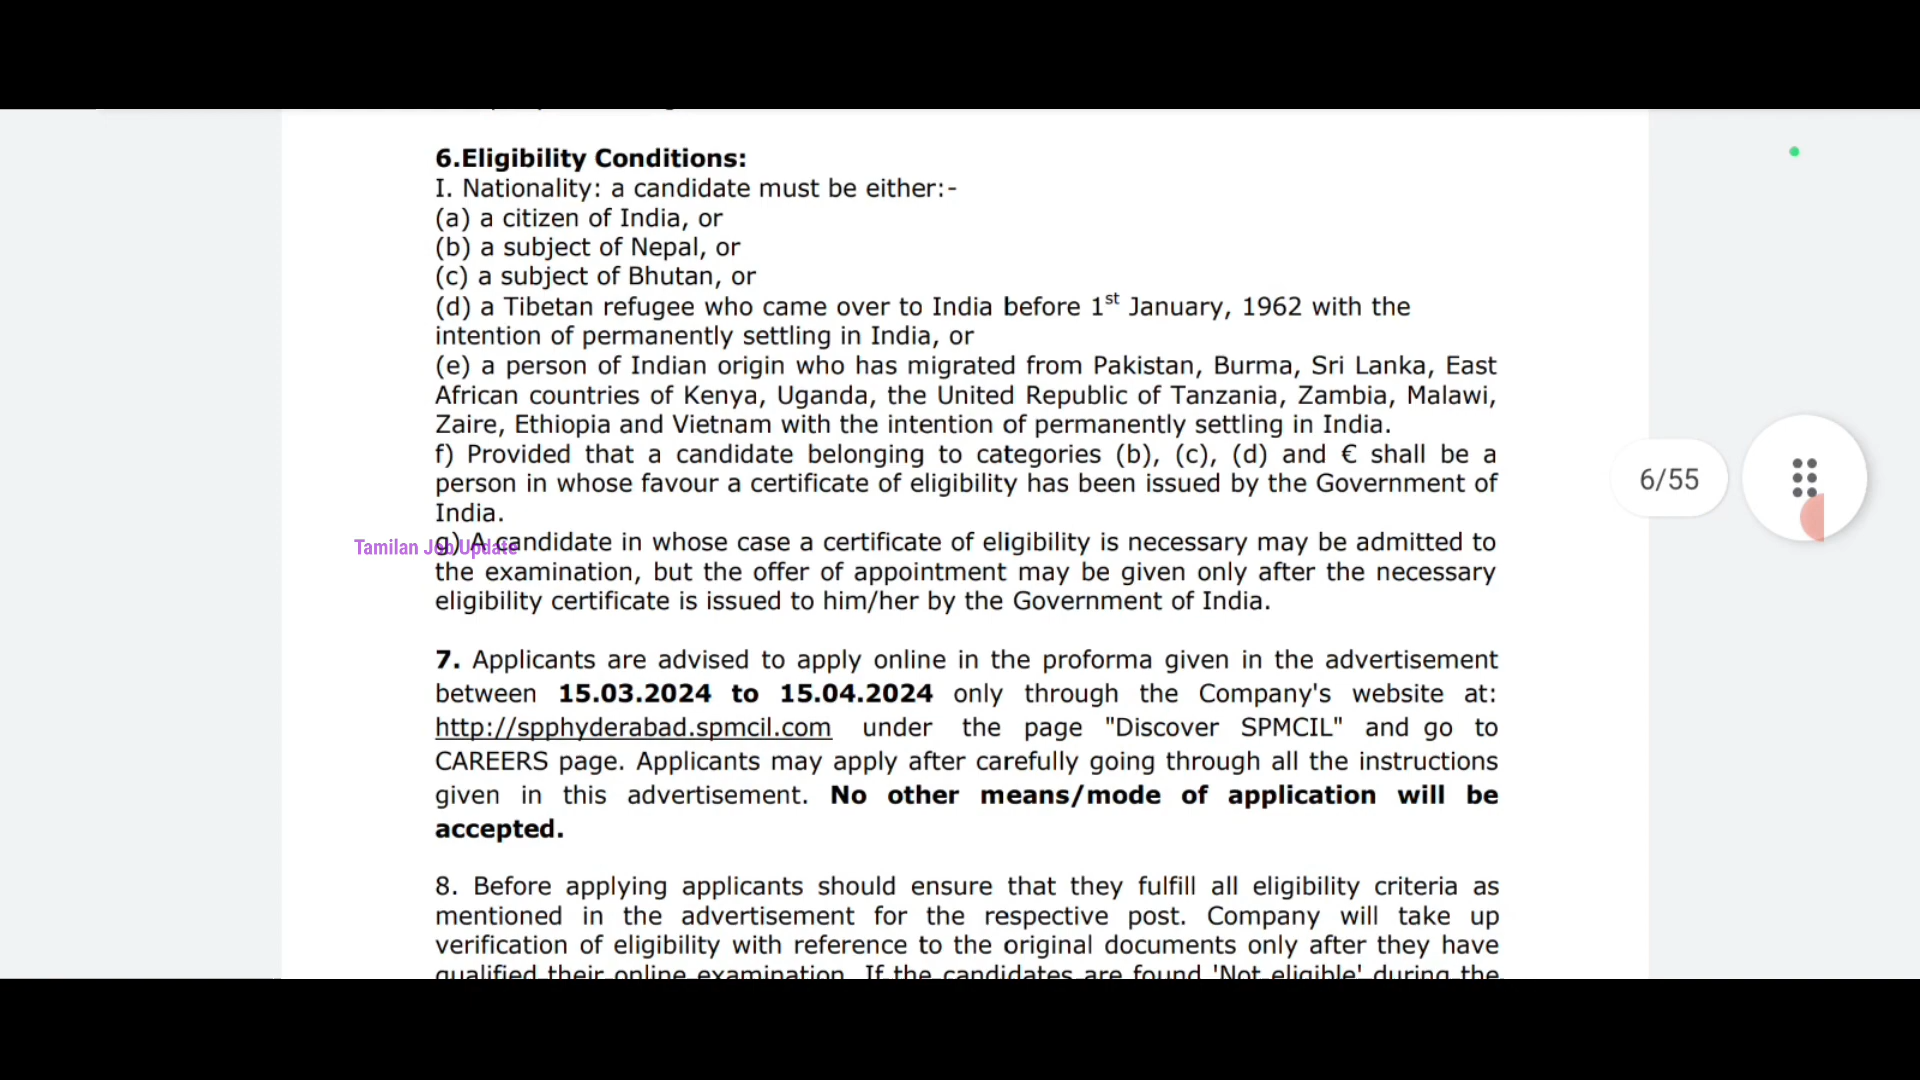 6.Eligibility Conditions:
I. Nationality: a candidate must be either:-
(a) a citizen of India, or
(b) a subject of Nepal, or
(c) a subject of Bhutan, or
(d) a Tibetan refugee who came over to India before 1st January, 1962 with the
intention of permanently settling in India, or
(e) a person of Indian origin who has migrated from Pakistan, Burma, Sri Lanka, East
African countries of Kenya, Uganda, the United Republic of Tanzania, Zambia, Malawi,
Zaire, Ethiopia and Vietnam with the intention of permanently settling in India.
f) Provided that a candidate belonging to categories (b), (c), (d) and € shall be a
person in whose favour a certificate of eligibility has been issued by the Government of
India.
6/55
Tamilan Job Update
g) A candidate in whose case a certificate of eligibility is necessary may be admitted to
the examination, but the offer of appointment may be given only after the necessary
eligibility certificate is issued to him/her by the Government of India.
7. Applicants are advised to apply online in the proforma given in the advertisement
between 15.03.2024 to 15.04.2024 only through the Company's website at:
http://spphyderabad.spmcil.com under the page "Discover SPMCIL" and go to
CAREERS page. Applicants may apply after carefully going through all the instructions
given in this advertisement. No other means/mode of application will be
accepted.
8. Before applying applicants should ensure that they fulfill all eligibility criteria as
mentioned in the advertisement for the respective post. Company will take up
verification of eligibility with reference to the original documents only after they have
qualified their online examination. If the candidates are found 'Not eligible' during the